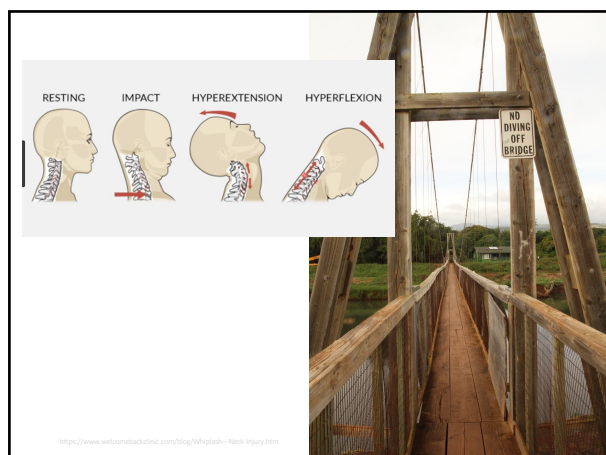 RESTING IMPACT HYPEREXTENSION HYPERFLEXION
NO
DIVING
OFF
BRIDGE
https://www.welcomebackclinic.com/blog/Whiplash---Neck-Injury.htm